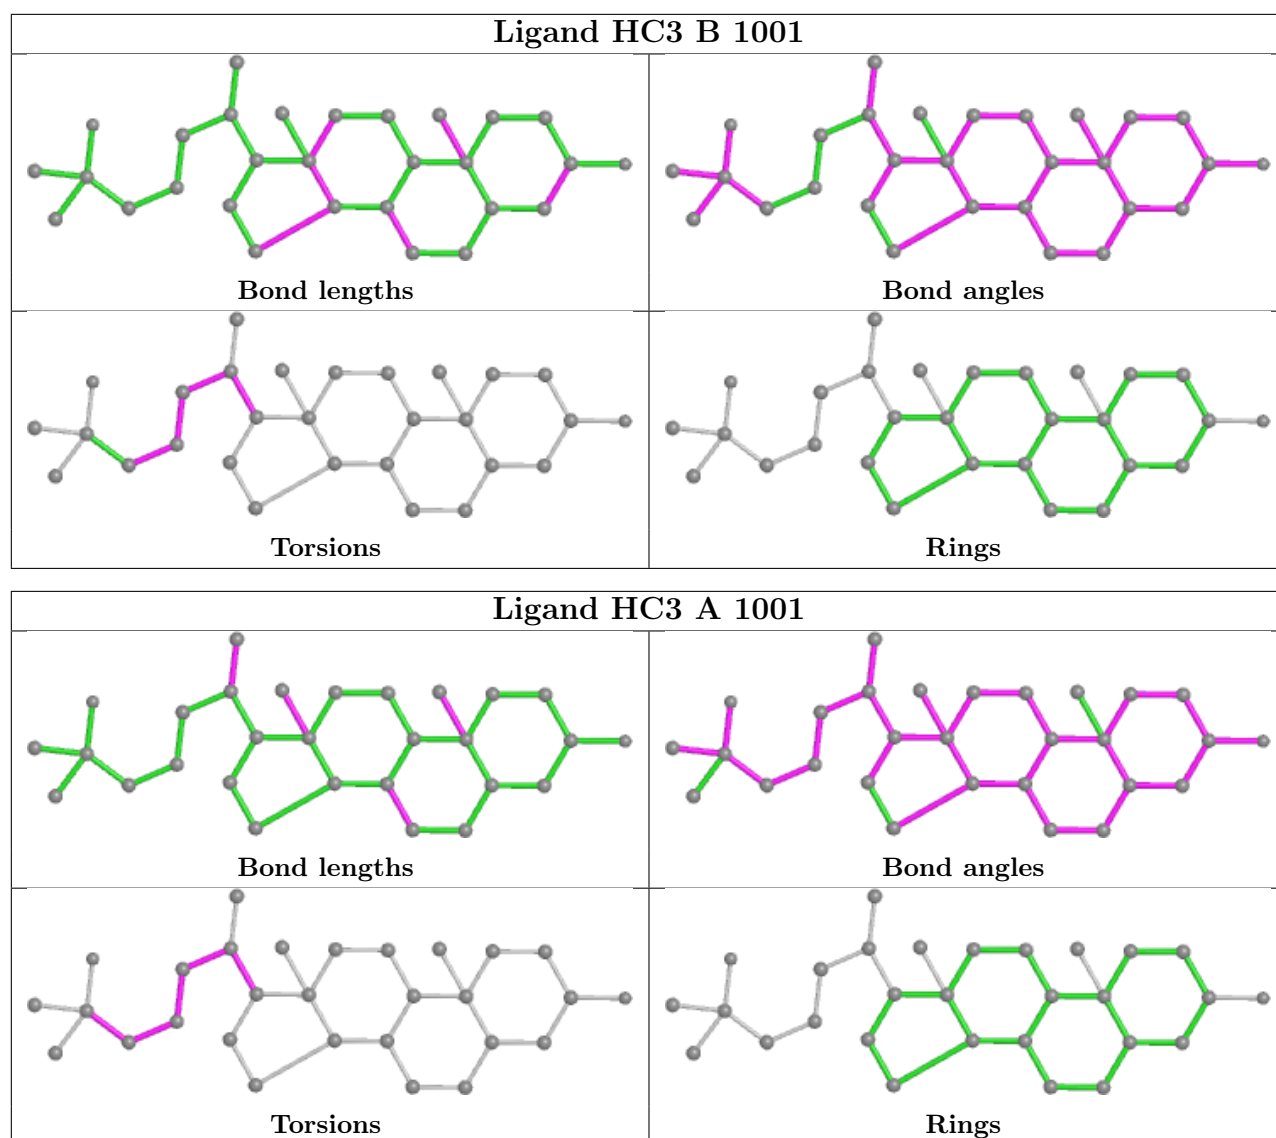 Ligand HC3 B 1001
Bond lengths
Bond angles
Torsions
Rings
Ligand HC3 A 1001
Bond lengths
Bond angles
Torsions
Rings